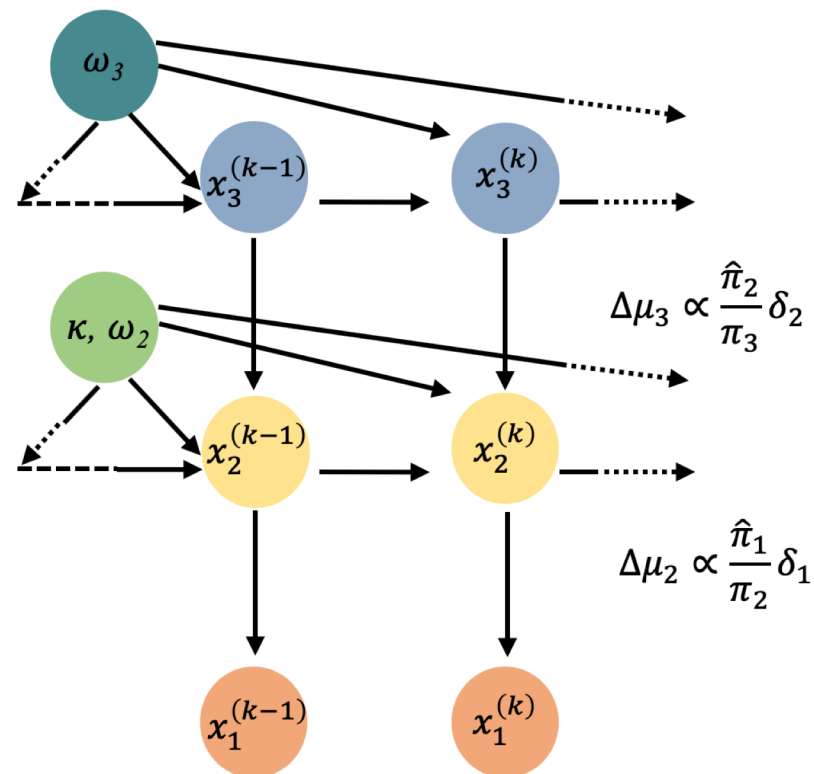 ω₃
x₃^(k−1)
x₃^(k)
Δμ₃ ∝ π̂₂/π₃ δ₂
κ, ω₂
x₂^(k−1)
x₂^(k)
Δμ₂ ∝ π̂₁/π₂ δ₁
x₁^(k−1)
x₁^(k)